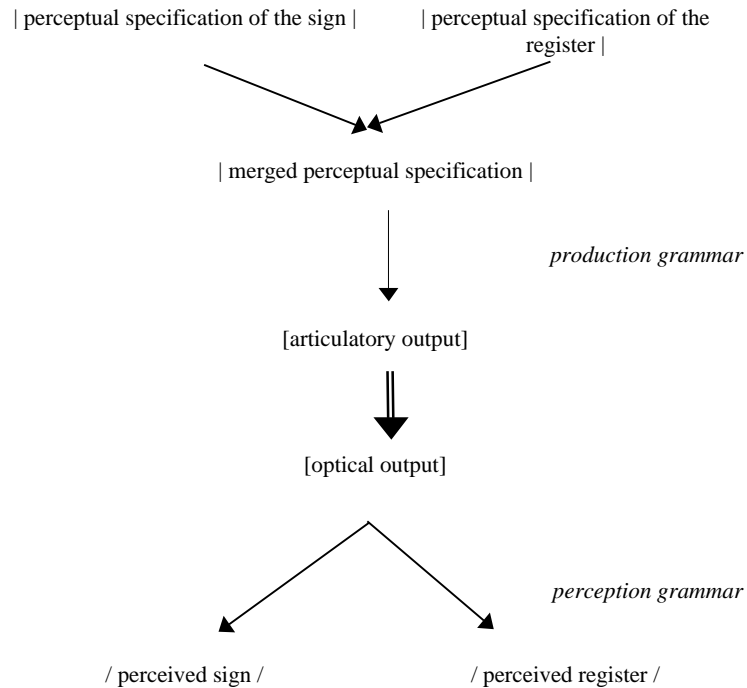 | perceptual specification of the sign |
| perceptual specification of the
register |
| merged perceptual specification |
production grammar
[articulatory output]
[optical output]
perception grammar
/ perceived sign /
/ perceived register /